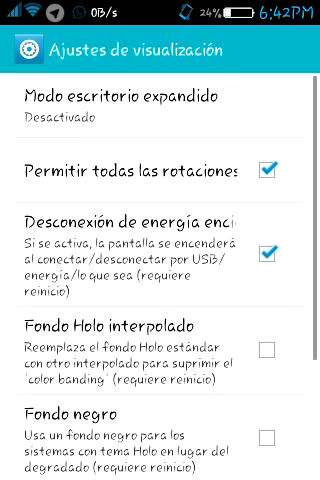 0B/s 24% 6:42PM
Ajustes de visualización
Modo escritorio expandido
Desactivado
Permitir todas las rotaciones
Desconexión de energía enci
Si se activa, la pantalla se encenderá
al conectar/desconectar por USB/
energía/lo que sea (requiere
reinicio)
Fondo Holo interpolado
Reemplaza el fondo Holo estándar
con otro interpolado para suprimir el
'color banding' (requiere reinicio)
Fondo negro
Usa un fondo negro para los
sistemas con tema Holo en lugar del
degradado (requiere reinicio)